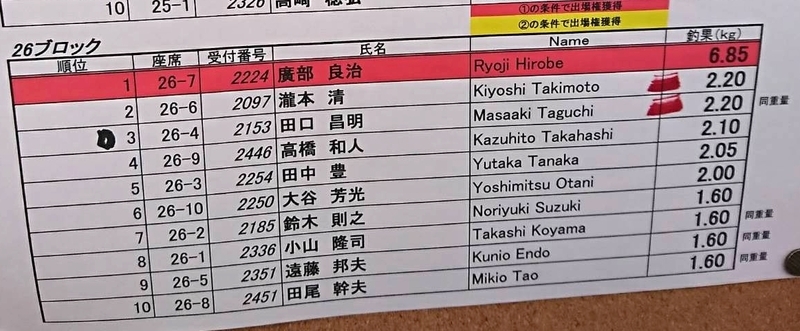 10 25-1 2326
①の条件で出場権獲得
②の条件で出場権獲得
26ブロック
順位 座席 受付番号 氏名 Name 釣果(kg)
1 26-7 2224 廣部 良治 Ryoji Hirobe 6.85
2 26-6 2097 瀧本 清 Kiyoshi Takimoto 2.20
3 26-4 2153 田口 昌明 Masaaki Taguchi 2.20 同重量
4 26-9 2446 高橋 和人 Kazuhito Takahashi 2.10
5 26-3 2254 田中 豊 Yutaka Tanaka 2.05
6 26-10 2250 大谷 芳光 Yoshimitsu Otani 2.00
7 26-2 2185 鈴木 則之 Noriyuki Suzuki 1.60
8 26-1 2336 小山 隆司 Takashi Koyama 1.60 同重量
9 26-5 2351 遠藤 邦夫 Kunio Endo 1.60 同重量
10 26-8 2451 田尾 幹夫 Mikio Tao 1.60 同重量